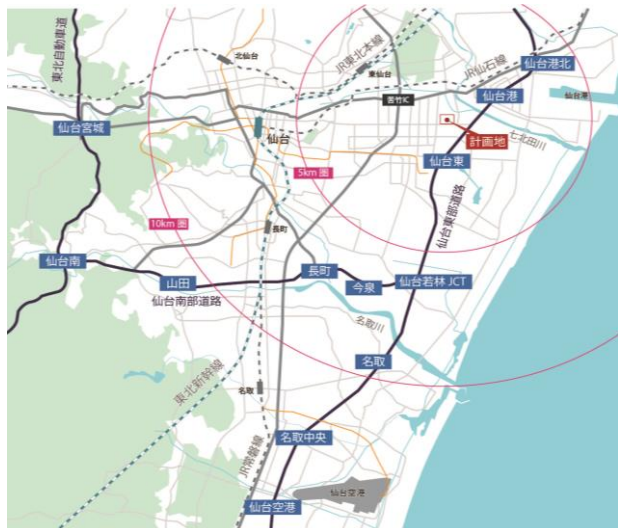 東北自動車道
北仙台
JR東北本線
東仙台
JR仙石線
仙台港北
仙台港
仙台港
苦竹IC
仙台宮城
仙台
計画地
七北田川
仙台東
5km 圏
仙台東部道路
10km 圏
長町
仙台南
山田
長町
今泉
仙台若林 JCT
仙台南部道路
名取川
名取
東北新幹線
名取
名取中央
JR常磐線
仙台空港
仙台空港